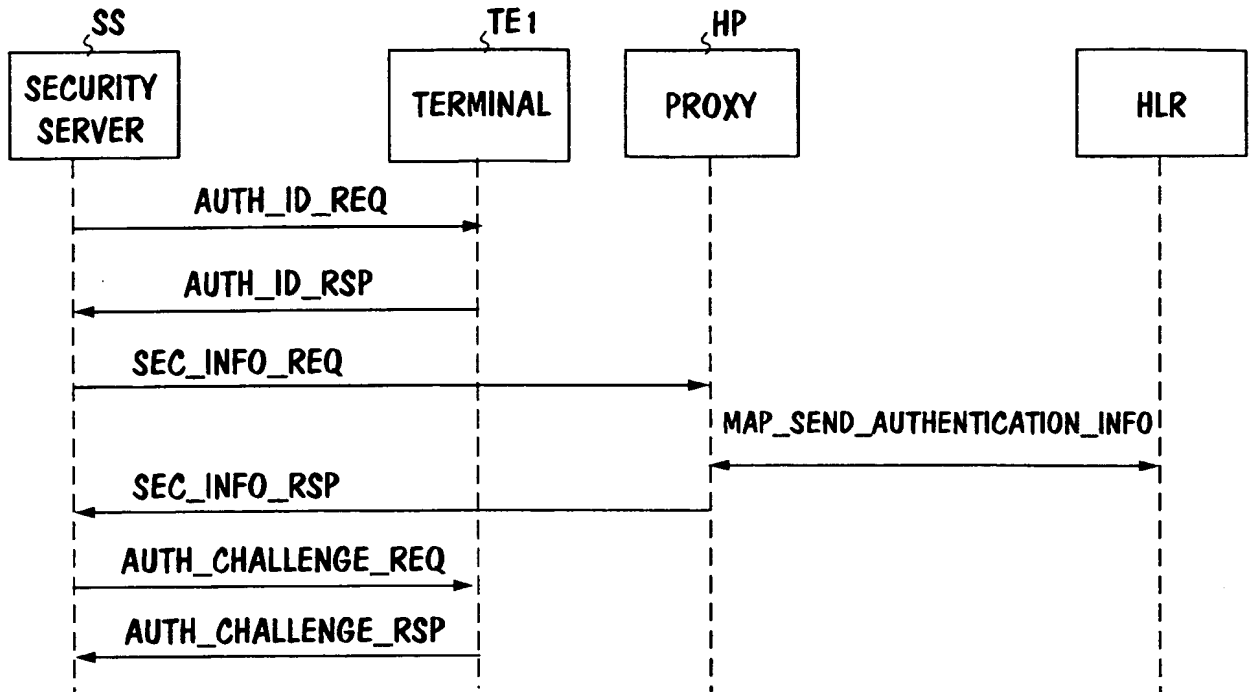 SS
TE1
HP
SECURITY
SERVER
TERMINAL
PROXY
HLR
AUTH_ID_REQ
AUTH_ID_RSP
SEC_INFO_REQ
MAP_SEND_AUTHENTICATION_INFO
SEC_INFO_RSP
AUTH_CHALLENGE_REQ
AUTH_CHALLENGE_RSP